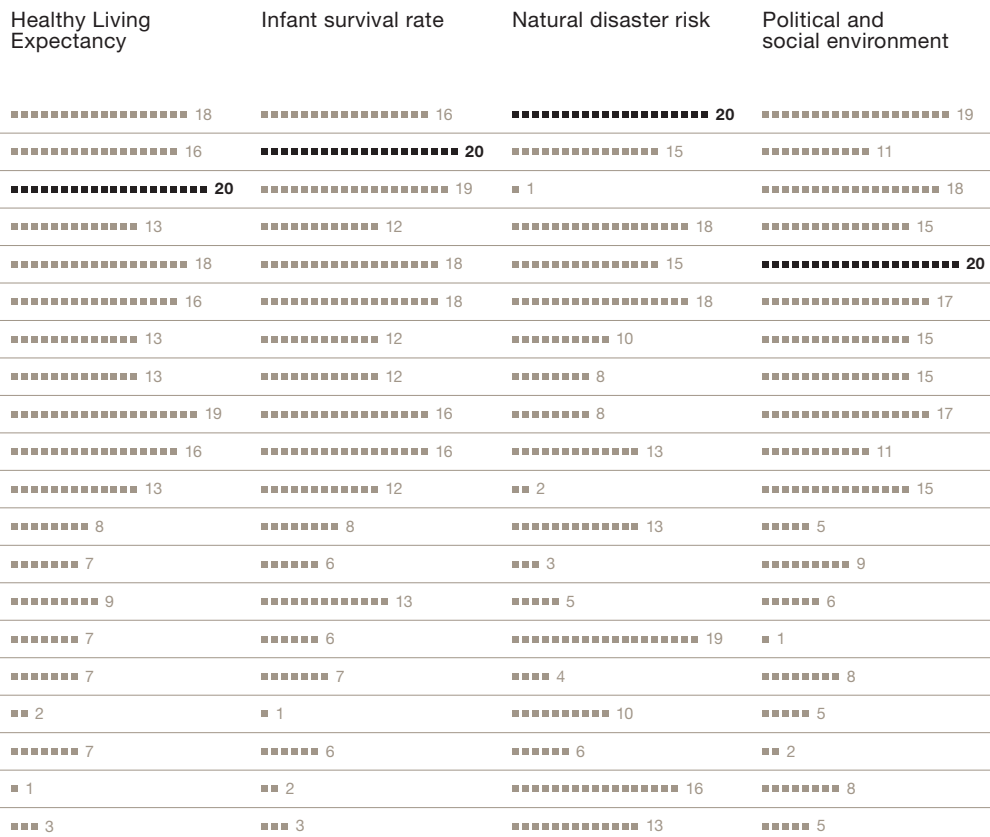 Healthy Living Expectancy Infant survival rate Natural disaster risk Political and social environment
18 16 20 19
16 20 15 11
20 19 1 18
13 12 18 15
18 18 15 20
16 18 18 17
13 12 10 15
13 12 8 15
19 16 8 17
16 16 13 11
13 12 2 15
8 8 13 5
7 6 3 9
9 13 5 6
7 6 19 1
7 7 4 8
2 1 10 5
7 6 6 2
1 2 16 8
3 3 13 5